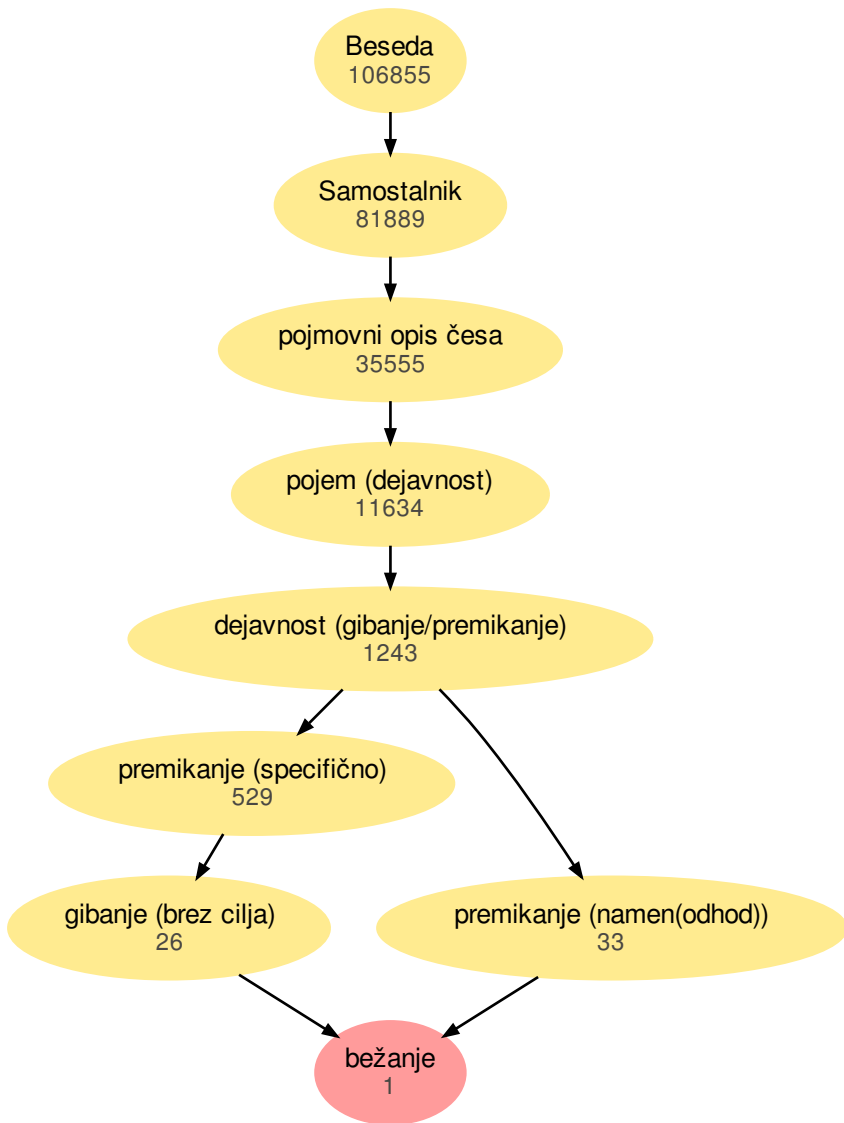 Beseda
106855
Samostalnik
81889
pojmovni opis česa
35555
pojem (dejavnost)
11634
dejavnost (gibanje/premikanje)
1243
premikanje (specifično)
529
gibanje (brez cilja)
26
premikanje (namen(odhod))
33
bežanje
1